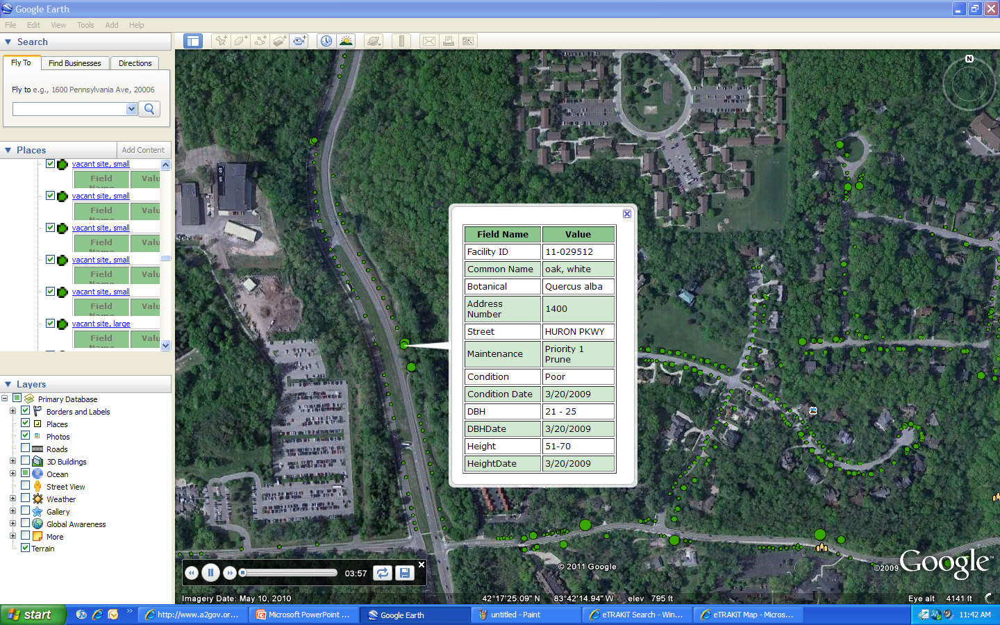 Google Earth
File Edit View Tools Add Help
Search
Fly To Find Businesses Directions
Fly to e.g., 1600 Pennsylvania Ave, 20006
Places Add Content
vacant site, small
Field Valu
vacant site, small
Field Valu
vacant site, small
Field Valu
vacant site, small
Field Valu
vacant site, small
Field Valu
vacant site, large
Field Valu
Layers
Primary Database
Borders and Labels
Places
Photos
Roads
3D Buildings
Ocean
Street View
Weather
Gallery
Global Awareness
More
Terrain
N
Field Name Value
Facility ID 11-029512
Common Name oak, white
Botanical Quercus alba
Address Number 1400
Street HURON PKWY
Maintenance Priority 1 Prune
Condition Poor
Condition Date 3/20/2009
DBH 21 - 25
DBHDate 3/20/2009
Height 51-70
HeightDate 3/20/2009
03:57
© 2011 Google
©2009 Google™
Imagery Date: May 10, 2010 42°17'25.09" N 83°42'14.94" W elev 795 ft Eye alt 4141 ft
start http://www.a2gov.or... Microsoft PowerPoint ... Google Earth untitled - Paint eTRAKiT Search - Win... eTRAKiT Map - Micros... 11:42 AM